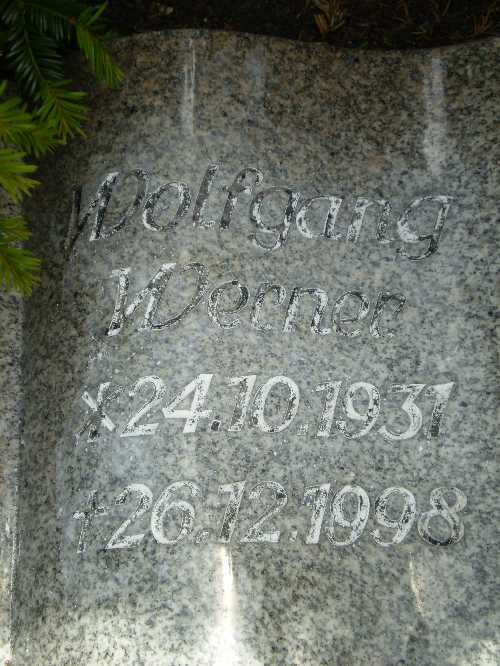 Wolfgang
Werner
* 24.10.1931
† 26.12.1998